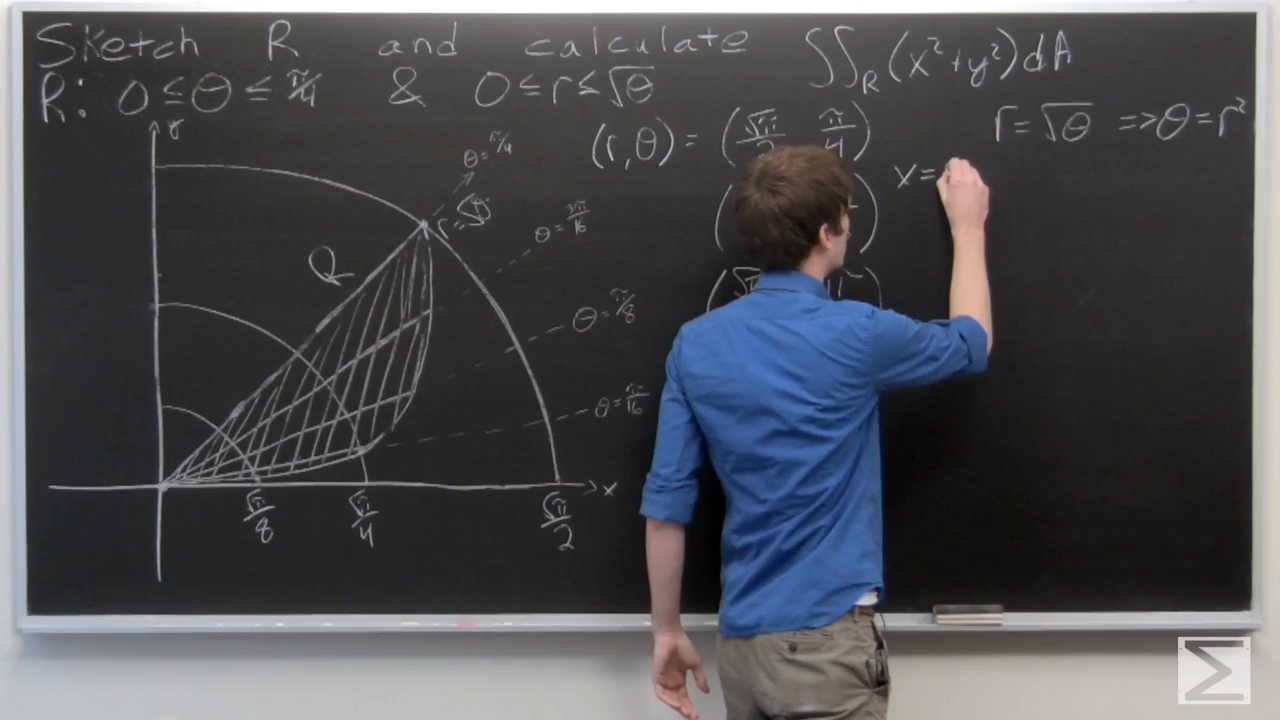 Sketch R and calculate ∬_R (x²+y²)dA
R: 0≤θ≤π/4 & 0≤r≤√θ
(r,θ) = (√π/2 π/4)
r=√θ ⇒ θ=r²
x=
y
θ=π/4
r=√θ
θ=3π/16
R
θ=π/8
θ=π/16
x
√π/8 √π/4 √π/2
Σ